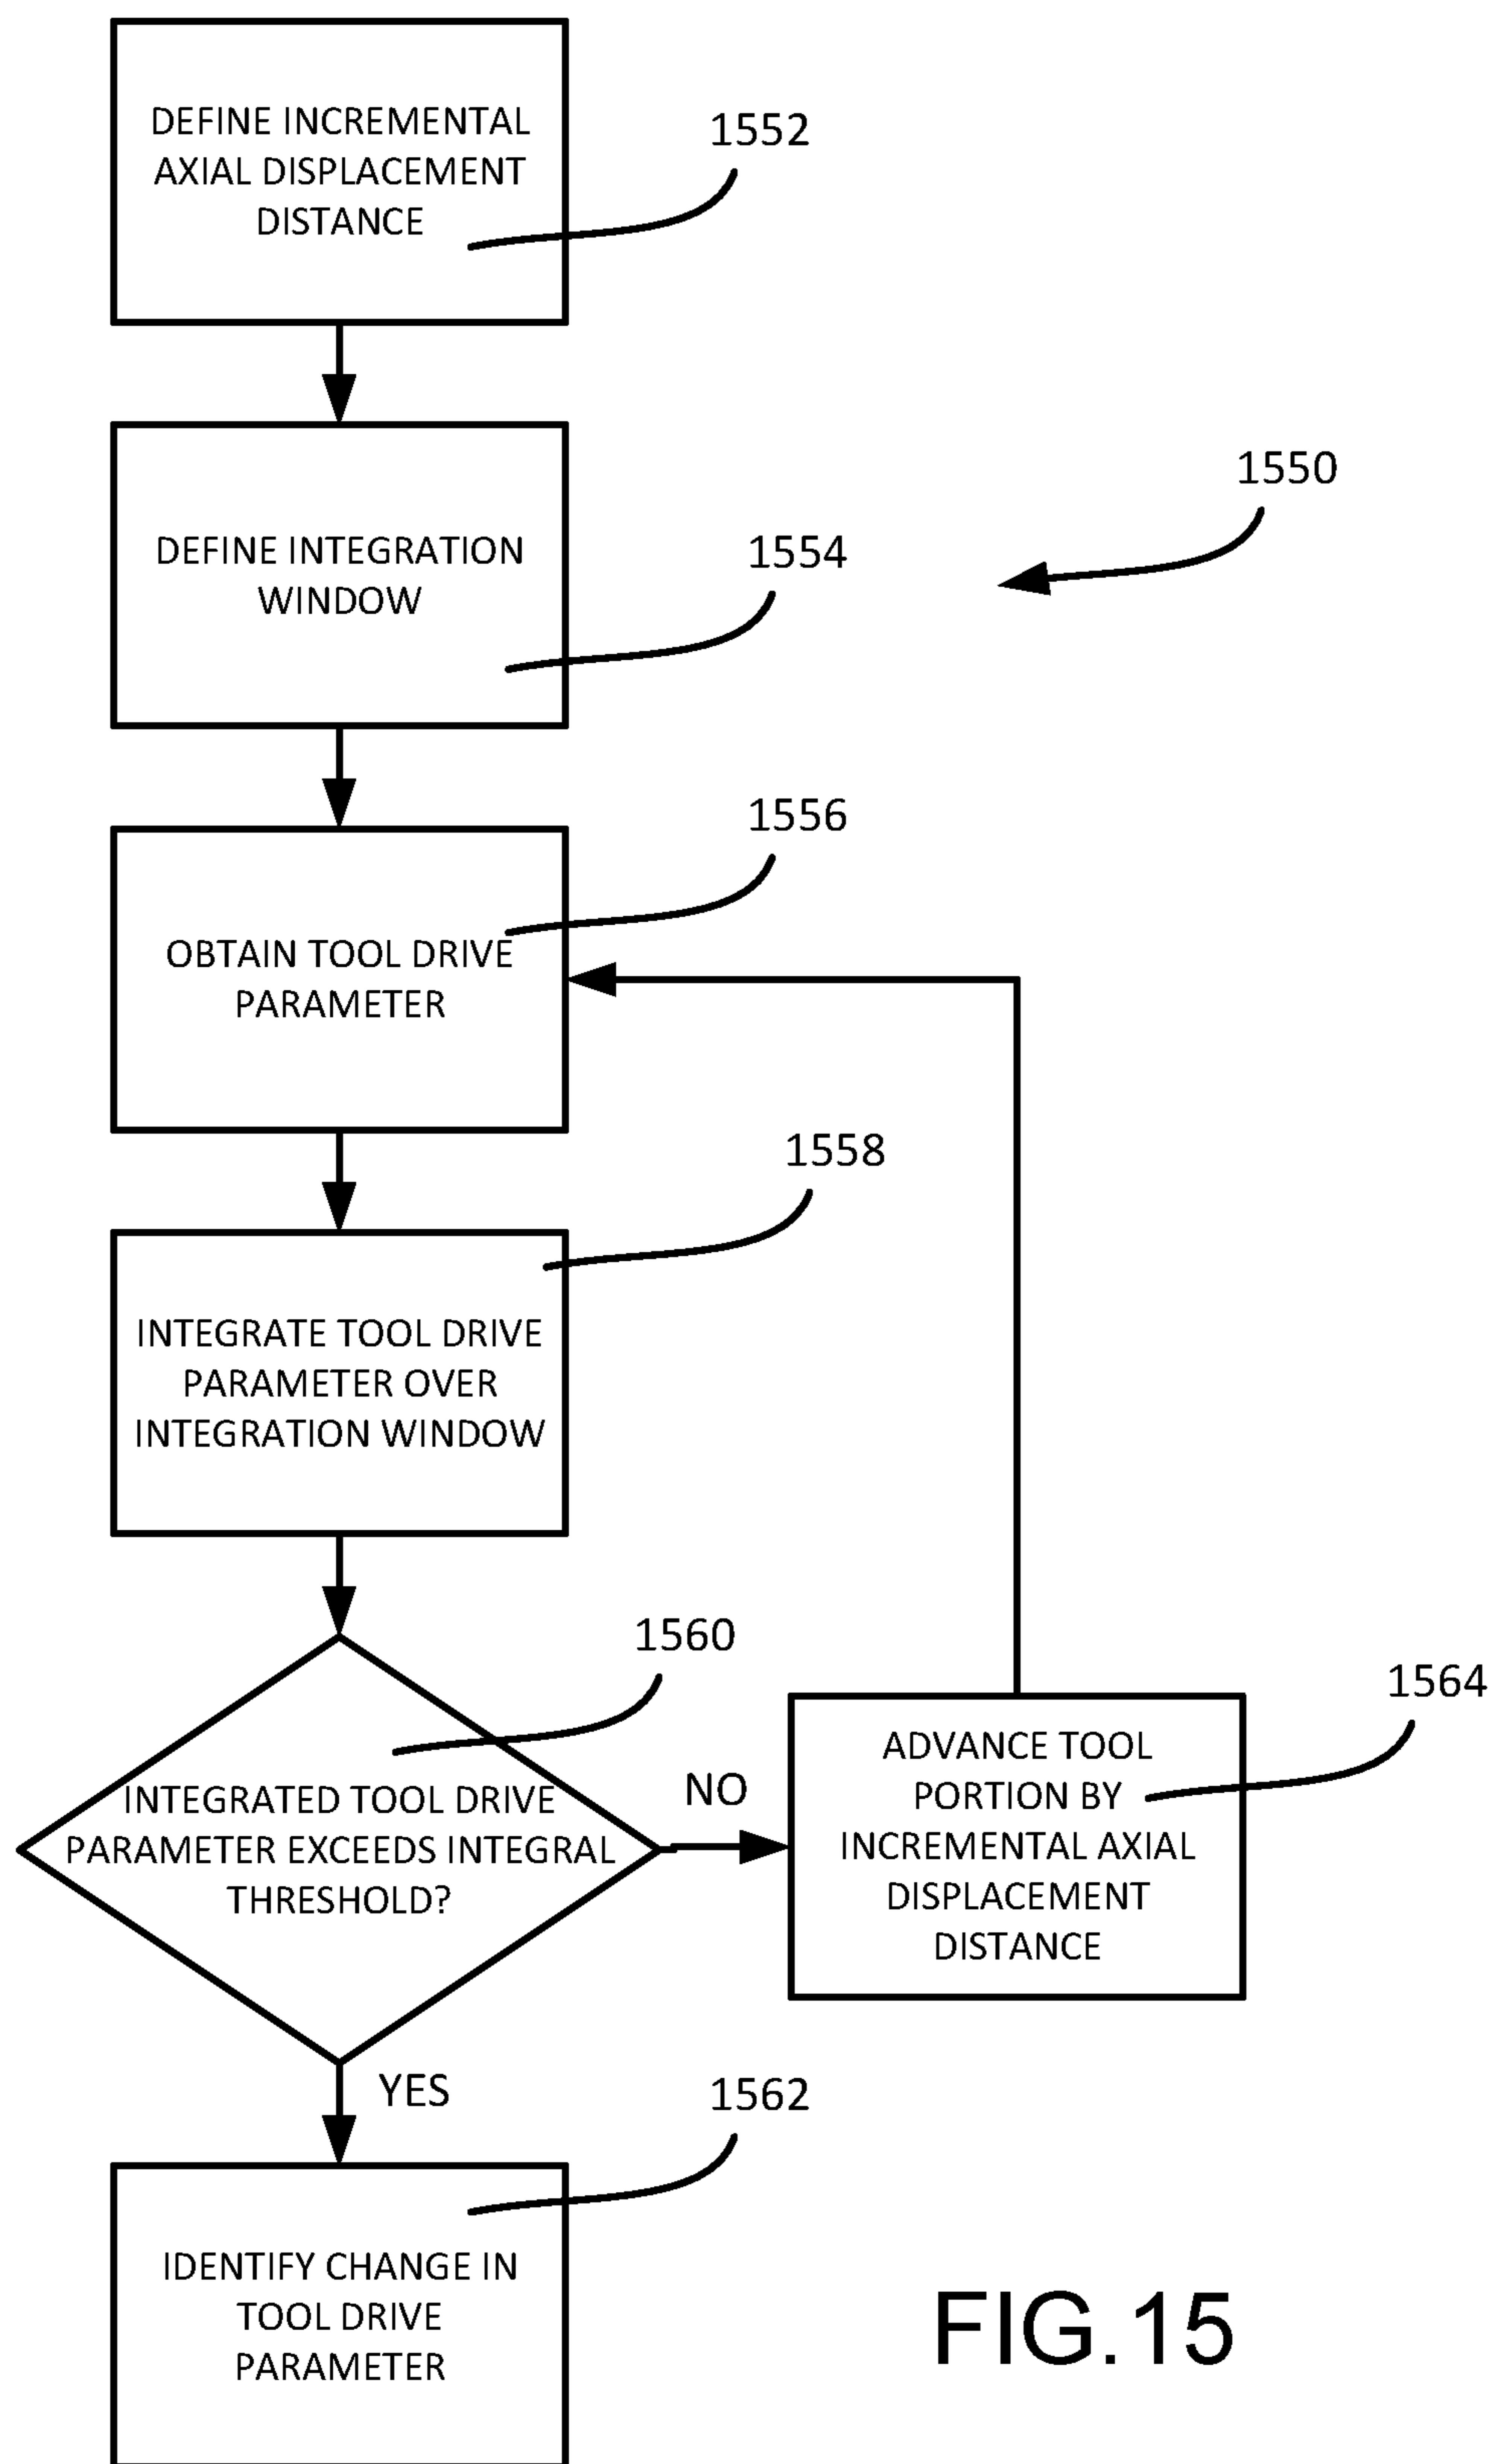 DEFINE INCREMENTAL
AXIAL DISPLACEMENT
DISTANCE
1552
DEFINE INTEGRATION
WINDOW
1554
1550
OBTAIN TOOL DRIVE
PARAMETER
1556
INTEGRATE TOOL DRIVE
PARAMETER OVER
INTEGRATION WINDOW
1558
INTEGRATED TOOL DRIVE
PARAMETER EXCEEDS INTEGRAL
THRESHOLD?
1560
NO
ADVANCE TOOL
PORTION BY
INCREMENTAL AXIAL
DISPLACEMENT
DISTANCE
1564
YES
IDENTIFY CHANGE IN
TOOL DRIVE
PARAMETER
1562
FIG.15